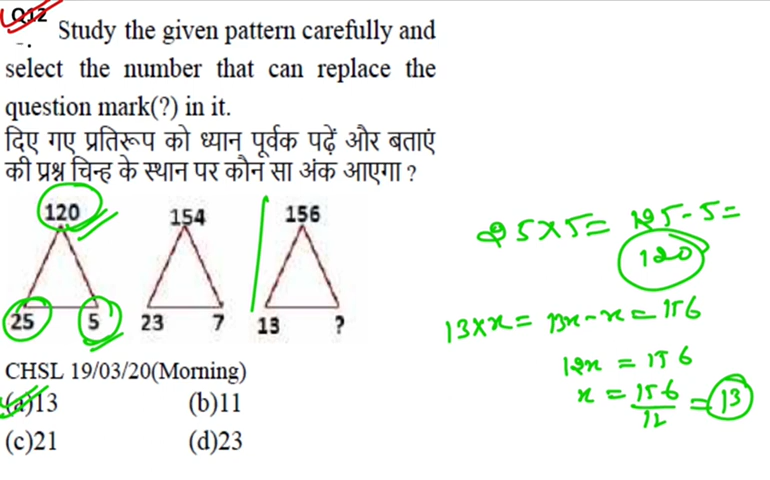 Q12
. Study the given pattern carefully and
select the number that can replace the
question mark(?) in it.
दिए गए प्रतिरूप को ध्यान पूर्वक पढ़ें और बताएं
की प्रश्न चिन्ह के स्थान पर कौन सा अंक आएगा ?
120 154 156
25 5 23 7 13 ?
CHSL 19/03/20(Morning)
(a)13 (b)11
(c)21 (d)23
25×5= 125-5=
120
13×x= 13x-x=156
12x = 156
x = 156/12 = 13